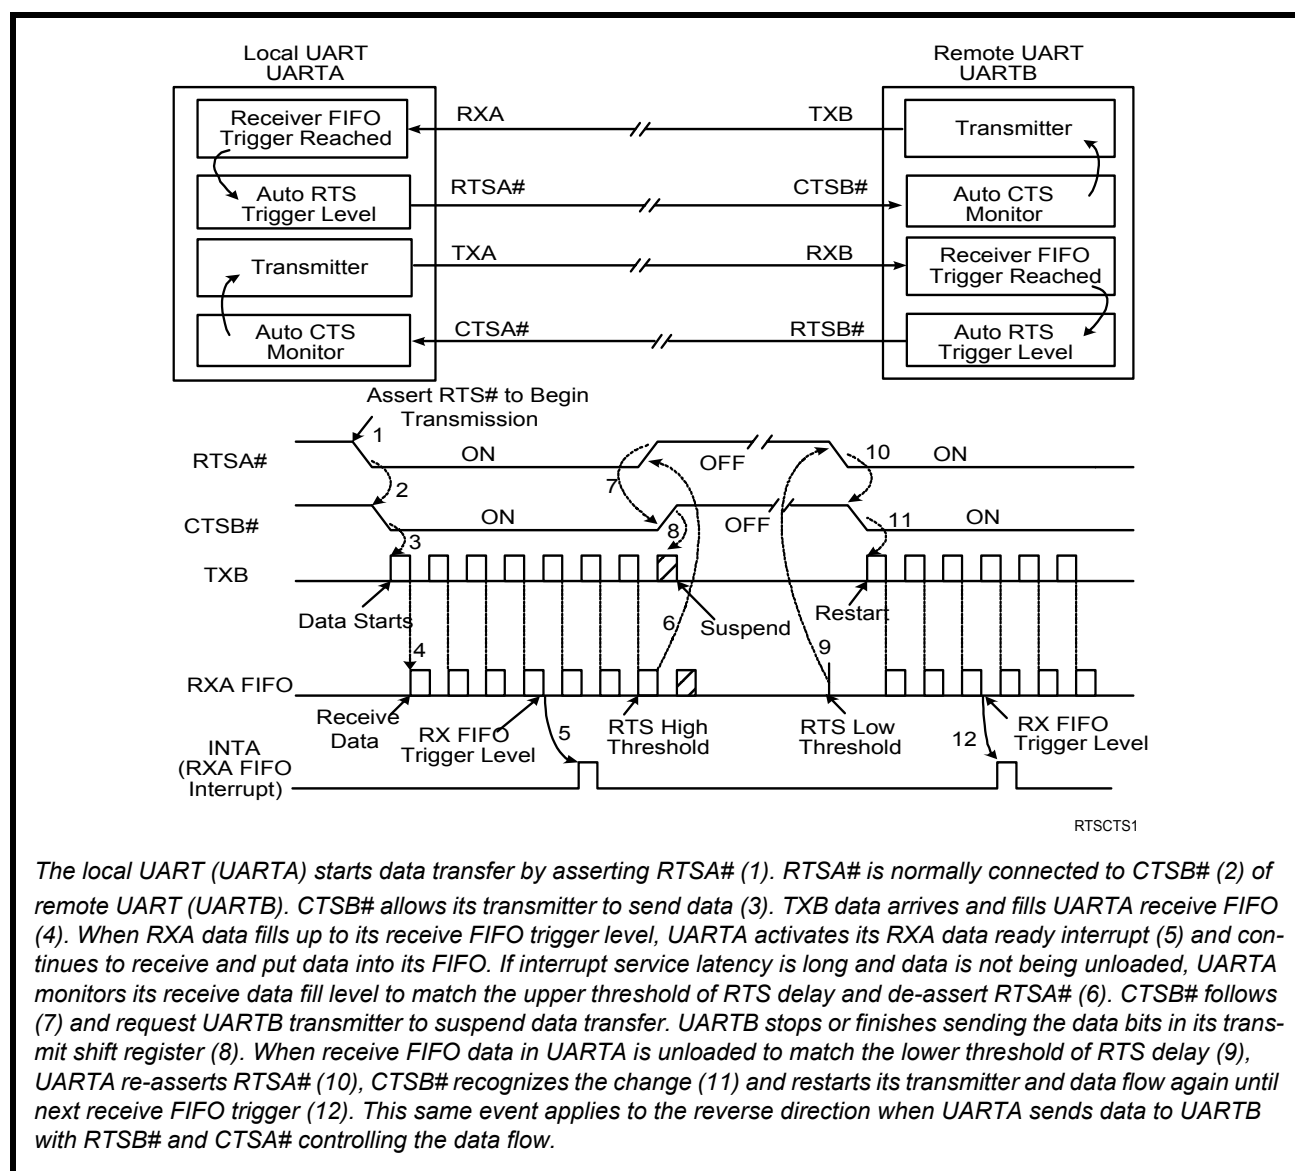 Local UART
UARTA
Remote UART
UARTB
Receiver FIFO
Trigger Reached
RXA
TXB
Transmitter
Auto RTS
Trigger Level
RTSA#
CTSB#
Auto CTS
Monitor
Transmitter
TXA
RXB
Receiver FIFO
Trigger Reached
Auto CTS
Monitor
CTSA#
RTSB#
Auto RTS
Trigger Level
Assert RTS# to Begin
Transmission
1
RTSA#
ON
7
OFF
10
ON
2
CTSB#
ON
8
OFF
11
ON
3
TXB
Data Starts
6
Suspend
Restart
4
9
RXA FIFO
Receive
Data
RX FIFO
Trigger Level
5
RTS High
Threshold
RTS Low
Threshold
12
RX FIFO
Trigger Level
INTA
(RXA FIFO
Interrupt)
RTSCTS1
The local UART (UARTA) starts data transfer by asserting RTSA# (1). RTSA# is normally connected to CTSB# (2) of
remote UART (UARTB). CTSB# allows its transmitter to send data (3). TXB data arrives and fills UARTA receive FIFO
(4). When RXA data fills up to its receive FIFO trigger level, UARTA activates its RXA data ready interrupt (5) and con-
tinues to receive and put data into its FIFO. If interrupt service latency is long and data is not being unloaded, UARTA
monitors its receive data fill level to match the upper threshold of RTS delay and de-assert RTSA# (6). CTSB# follows
(7) and request UARTB transmitter to suspend data transfer. UARTB stops or finishes sending the data bits in its trans-
mit shift register (8). When receive FIFO data in UARTA is unloaded to match the lower threshold of RTS delay (9),
UARTA re-asserts RTSA# (10), CTSB# recognizes the change (11) and restarts its transmitter and data flow again until
next receive FIFO trigger (12). This same event applies to the reverse direction when UARTA sends data to UARTB
with RTSB# and CTSA# controlling the data flow.